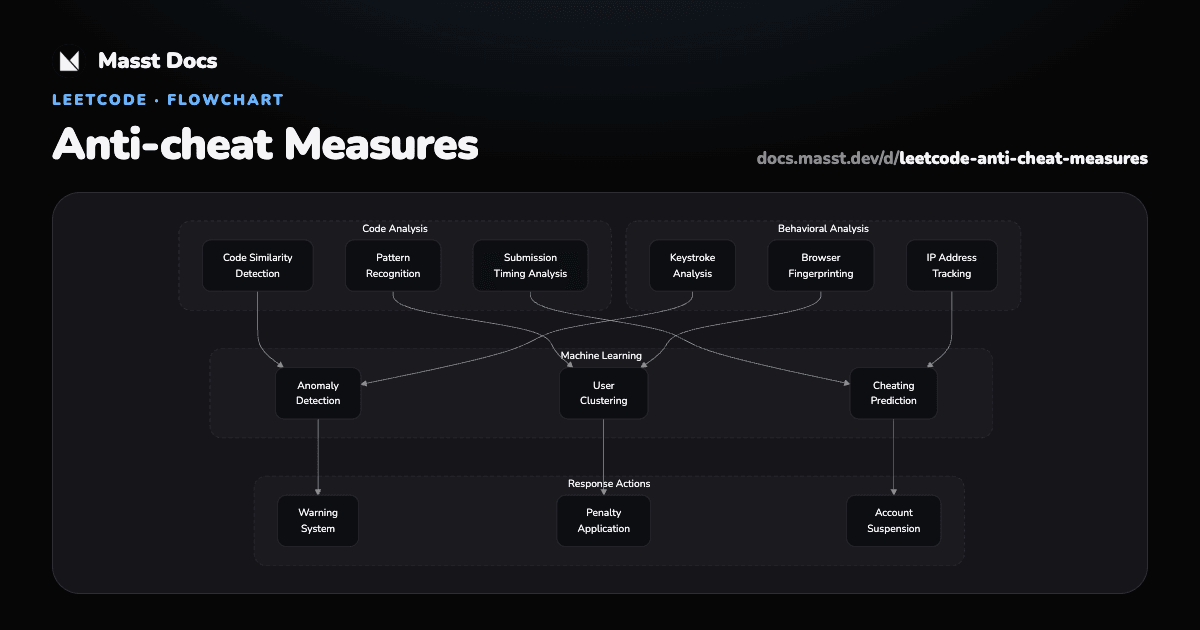 Masst Docs
LEETCODE · FLOWCHART
Anti-cheat Measures
docs.masst.dev/d/leetcode-anti-cheat-measures
Code Analysis
Behavioral Analysis
Code Similarity
Detection
Pattern
Recognition
Submission
Timing Analysis
Keystroke
Analysis
Browser
Fingerprinting
IP Address
Tracking
Machine Learning
Anomaly
Detection
User
Clustering
Cheating
Prediction
Response Actions
Warning
System
Penalty
Application
Account
Suspension